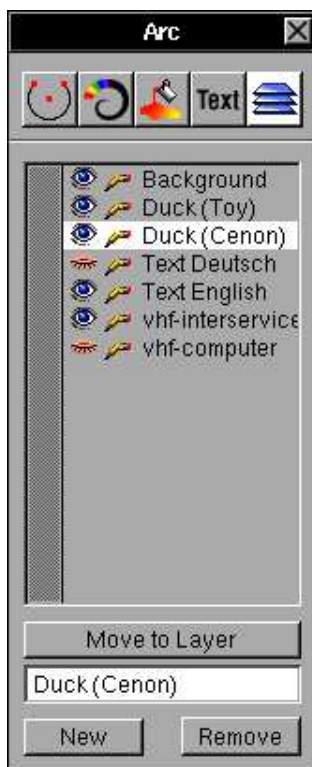 Arc
Text
Background
Duck (Toy)
Duck (Cenon)
Text Deutsch
Text English
vhf-interservice
vhf-computer
Move to Layer
Duck (Cenon)
New
Remove